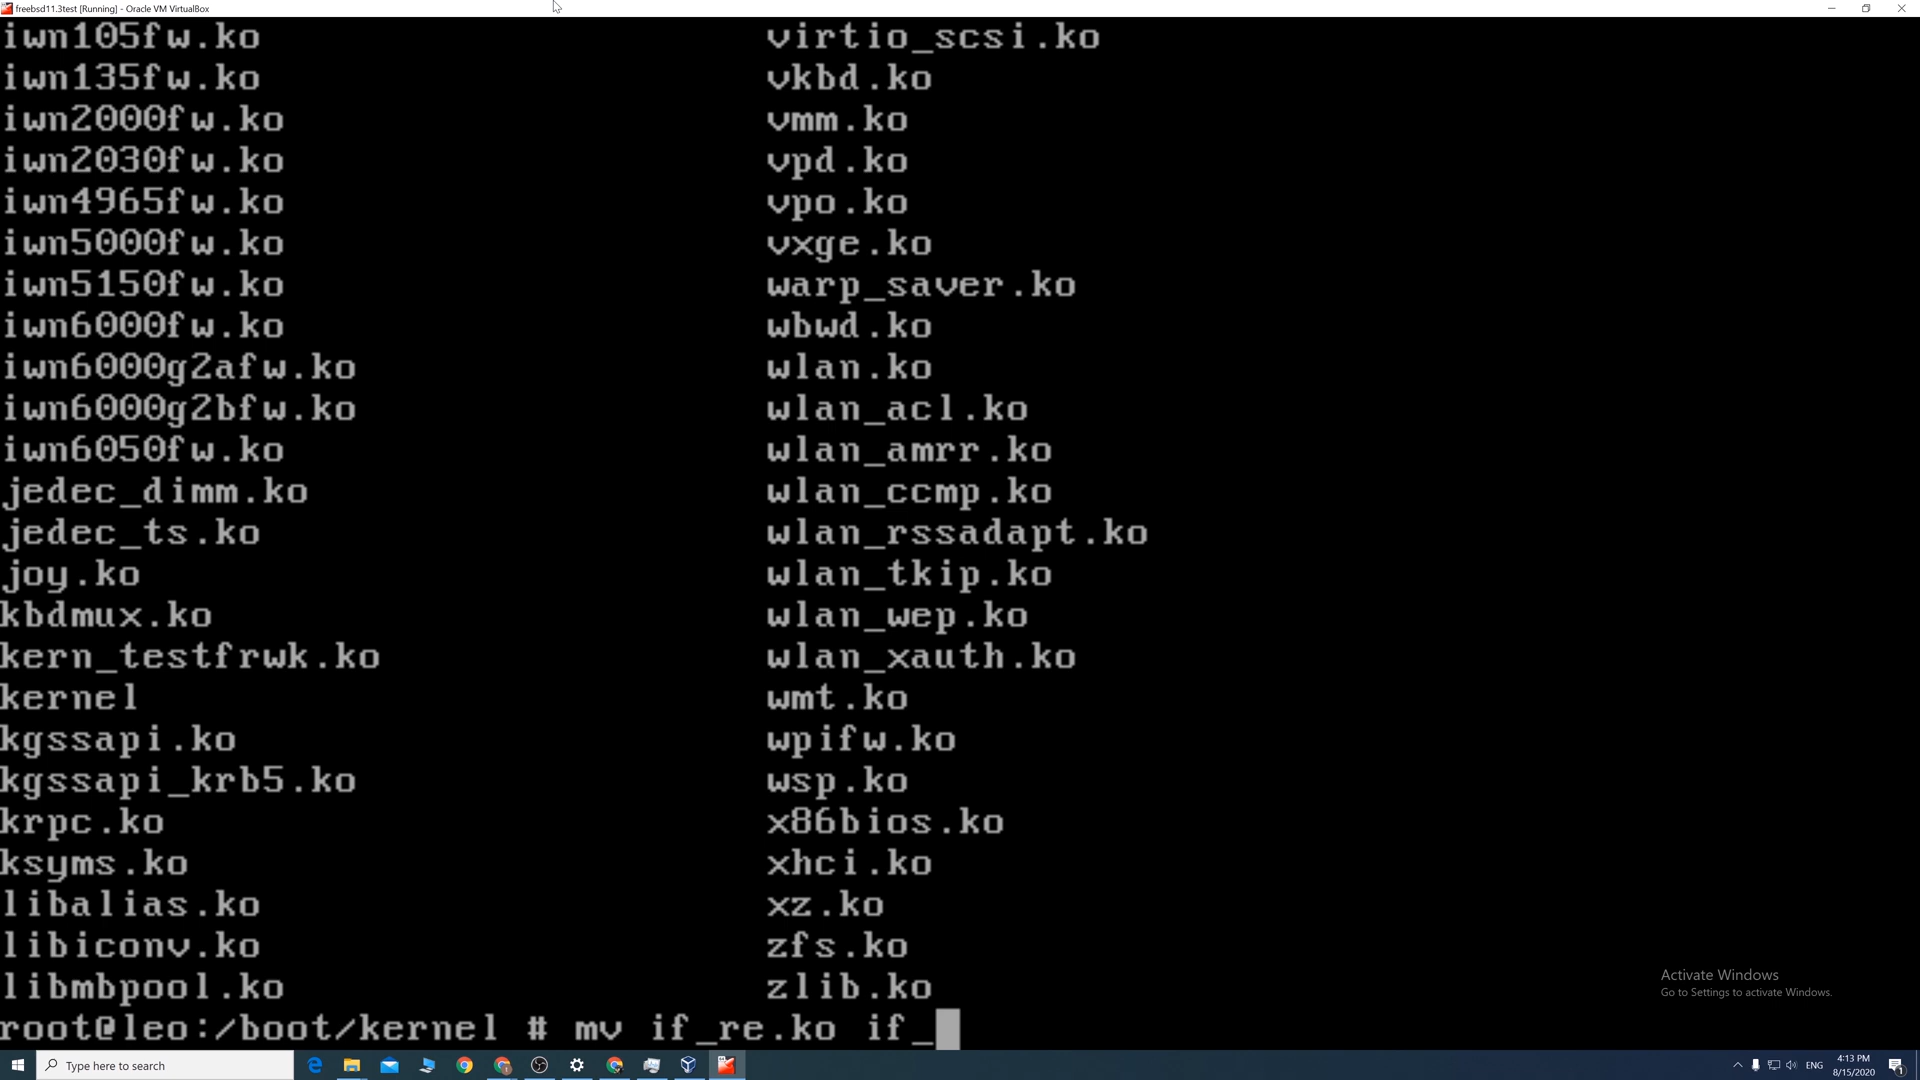 freebsd11.3test [Running] - Oracle VM VirtualBox
iwn105fw.ko virtio_scsi.ko
iwn135fw.ko vkbd.ko
iwn2000fw.ko vmm.ko
iwn2030fw.ko vpd.ko
iwn4965fw.ko vpo.ko
iwn5000fw.ko vxge.ko
iwn5150fw.ko warp_saver.ko
iwn6000fw.ko wbwd.ko
iwn6000g2afw.ko wlan.ko
iwn6000g2bfw.ko wlan_acl.ko
iwn6050fw.ko wlan_amrr.ko
jedec_dimm.ko wlan_ccmp.ko
jedec_ts.ko wlan_rssadapt.ko
joy.ko wlan_tkip.ko
kbdmux.ko wlan_wep.ko
kern_testfrwk.ko wlan_xauth.ko
kernel wmt.ko
kgssapi.ko wpifw.ko
kgssapi_krb5.ko wsp.ko
krpc.ko x86bios.ko
ksyms.ko xhci.ko
libalias.ko xz.ko
libiconv.ko zfs.ko
libmbpool.ko zlib.ko
root@leo:/boot/kernel # mv if_re.ko if_
Activate Windows
Go to Settings to activate Windows.
Type here to search
ENG
4:13 PM
8/15/2020
1